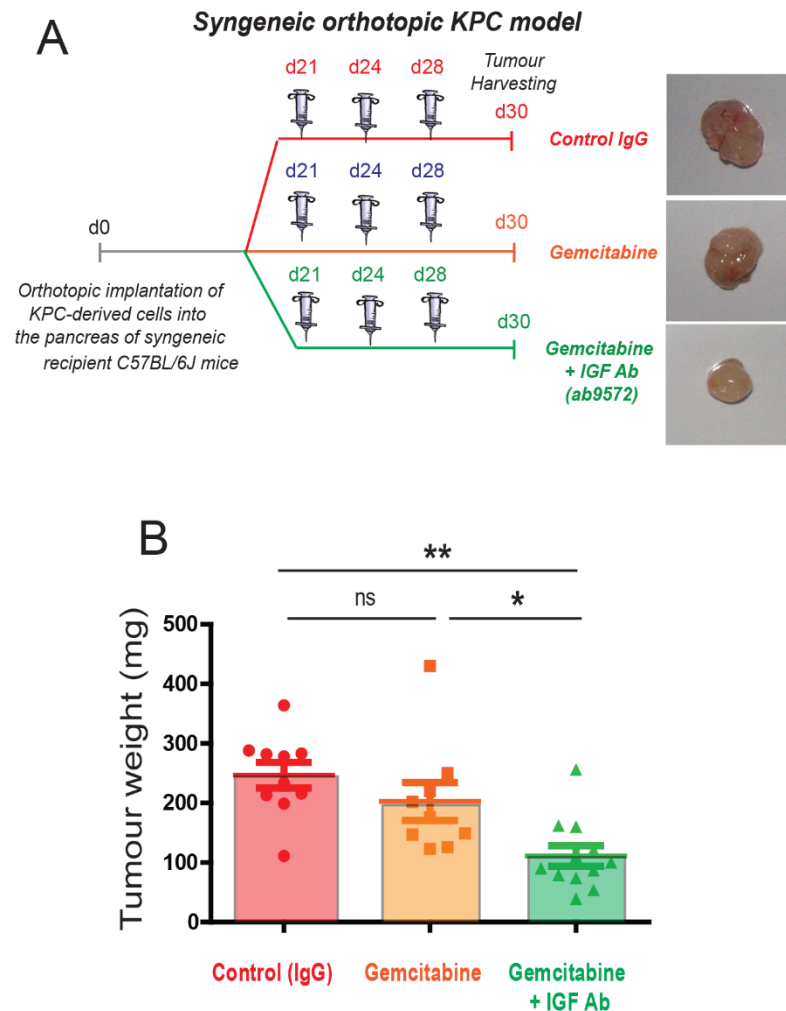 A
Syngeneic orthotopic KPC model
d21 d24 d28
Tumour
Harvesting
d30
Control IgG
d21 d24 d28
d0
d30
Gemcitabine
d21 d24 d28
Orthotopic implantation of
KPC-derived cells into
the pancreas of syngeneic
recipient C57BL/6J mice
d30
Gemcitabine
+ IGF Ab
(ab9572)
B
**
ns *
Tumour weight (mg)
500
400
300
200
100
0
Control (IgG) Gemcitabine Gemcitabine
+ IGF Ab